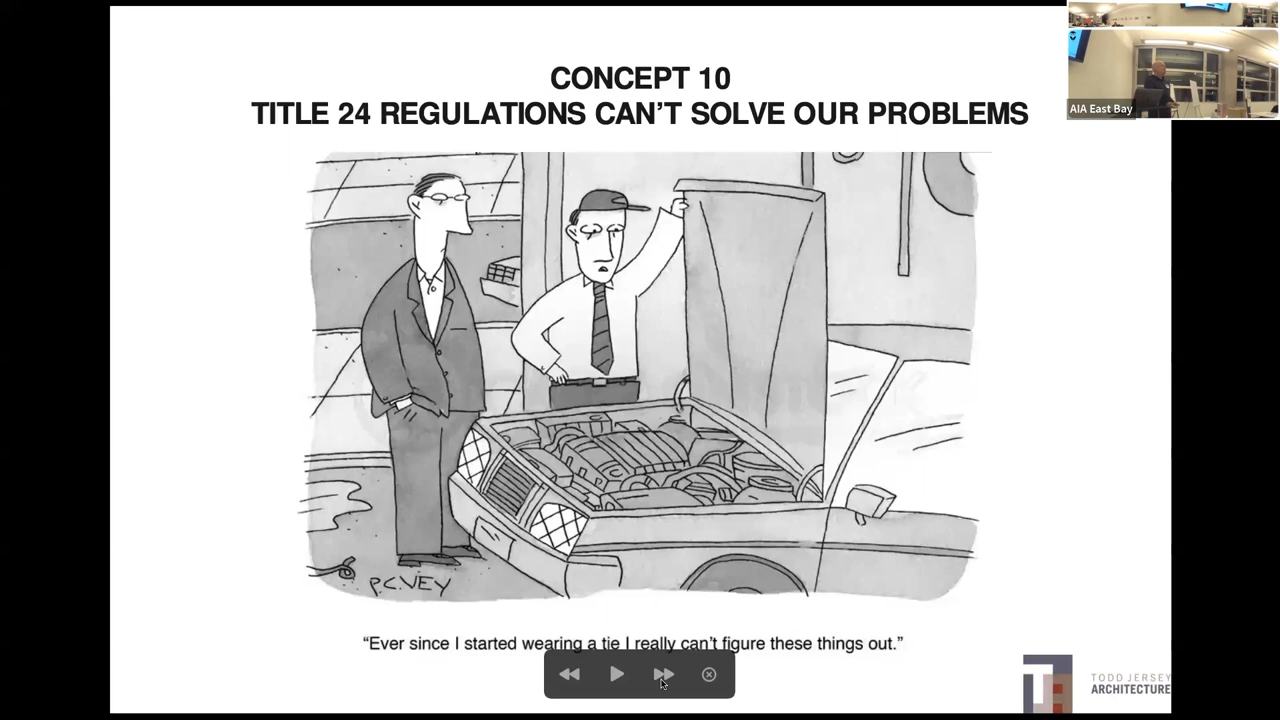 CONCEPT 10
TITLE 24 REGULATIONS CAN'T SOLVE OUR PROBLEMS
AIA East Bay
P.C.VEY
“Ever since I started wearing a tie I really can't figure these things out.”
TODD JERSEY
ARCHITECTURE